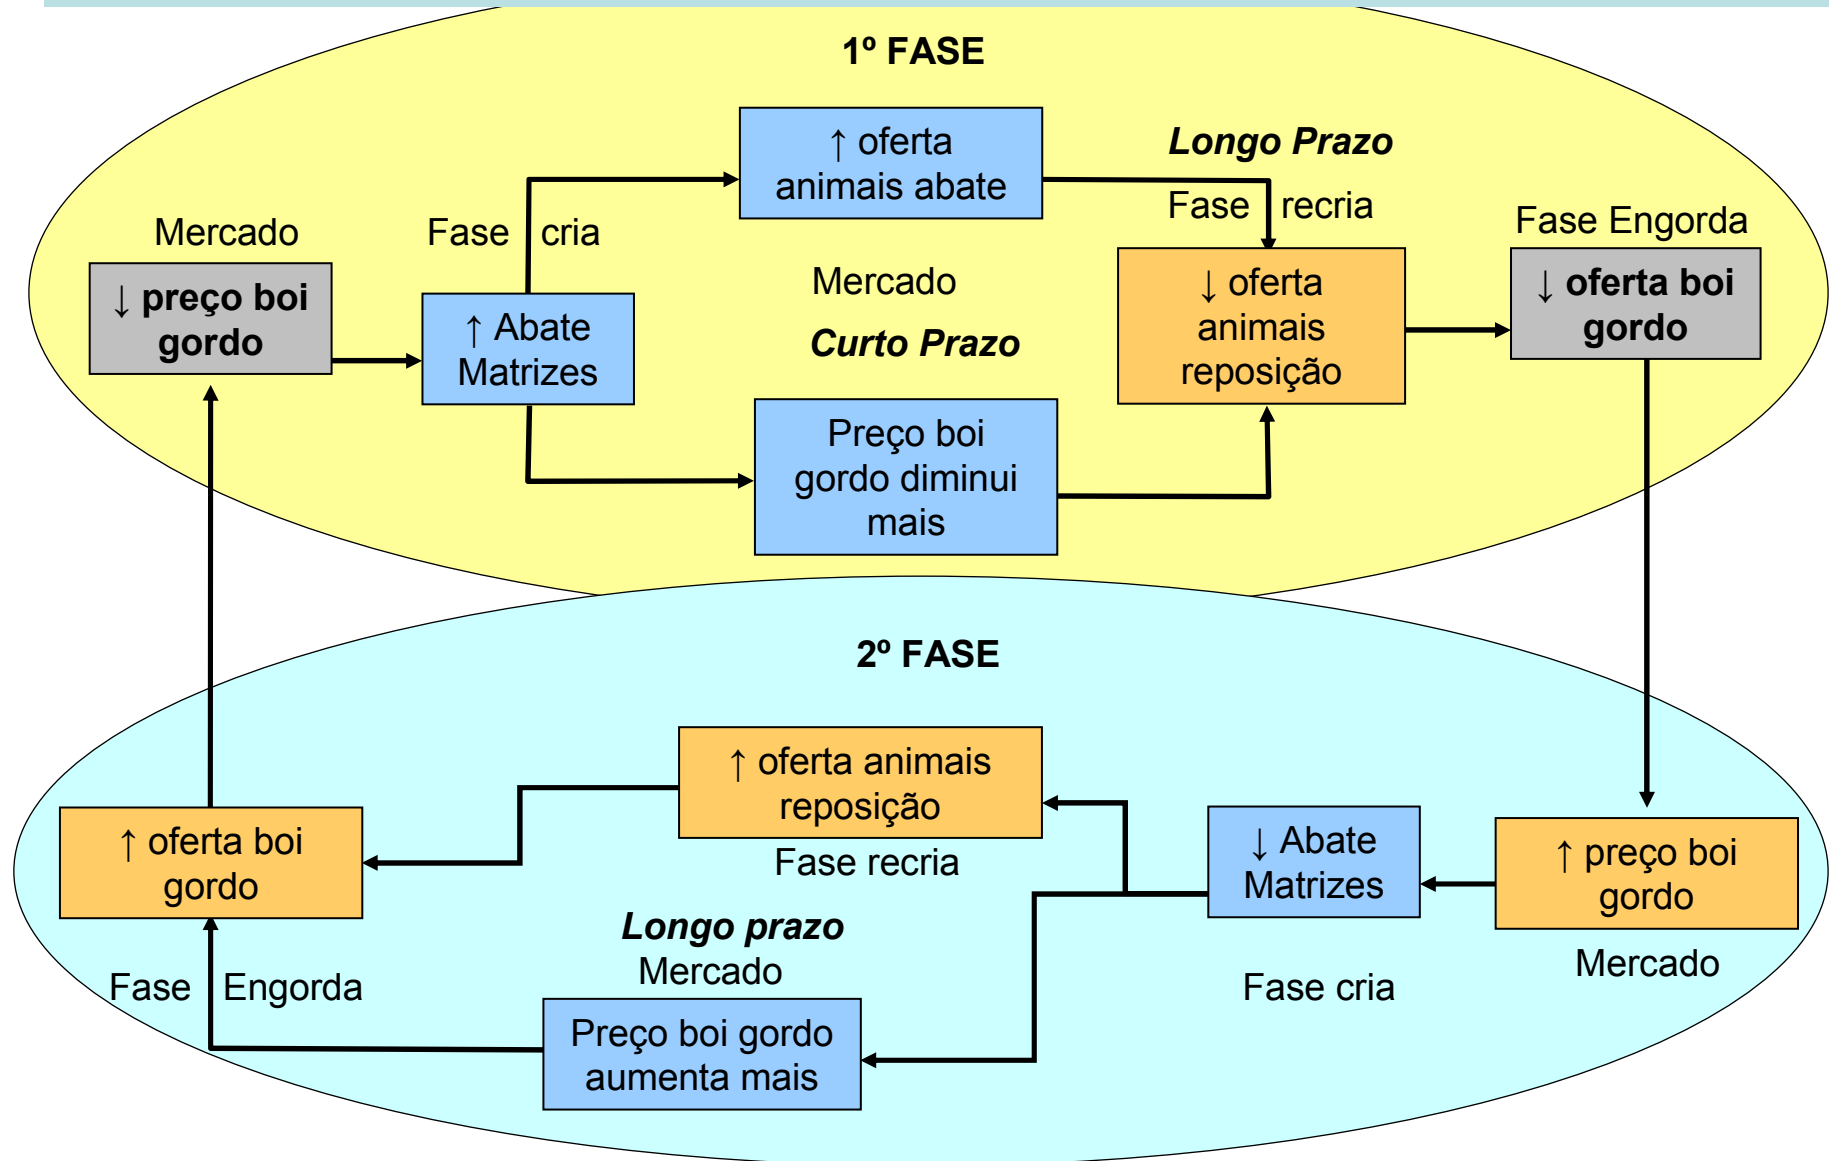 1º FASE
↑ oferta
animais abate
Longo Prazo
Fase recria
Mercado
Fase cria
Fase Engorda
↓ preço boi
gordo
↑ Abate
Matrizes
Mercado
Curto Prazo
↓ oferta
animais
reposição
↓ oferta boi
gordo
Preço boi
gordo diminui
mais
2º FASE
↑ oferta animais
reposição
Fase recria
↑ oferta boi
gordo
↓ Abate
Matrizes
↑ preço boi
gordo
Longo prazo
Mercado
Fase Engorda
Fase cria
Mercado
Preço boi gordo
aumenta mais